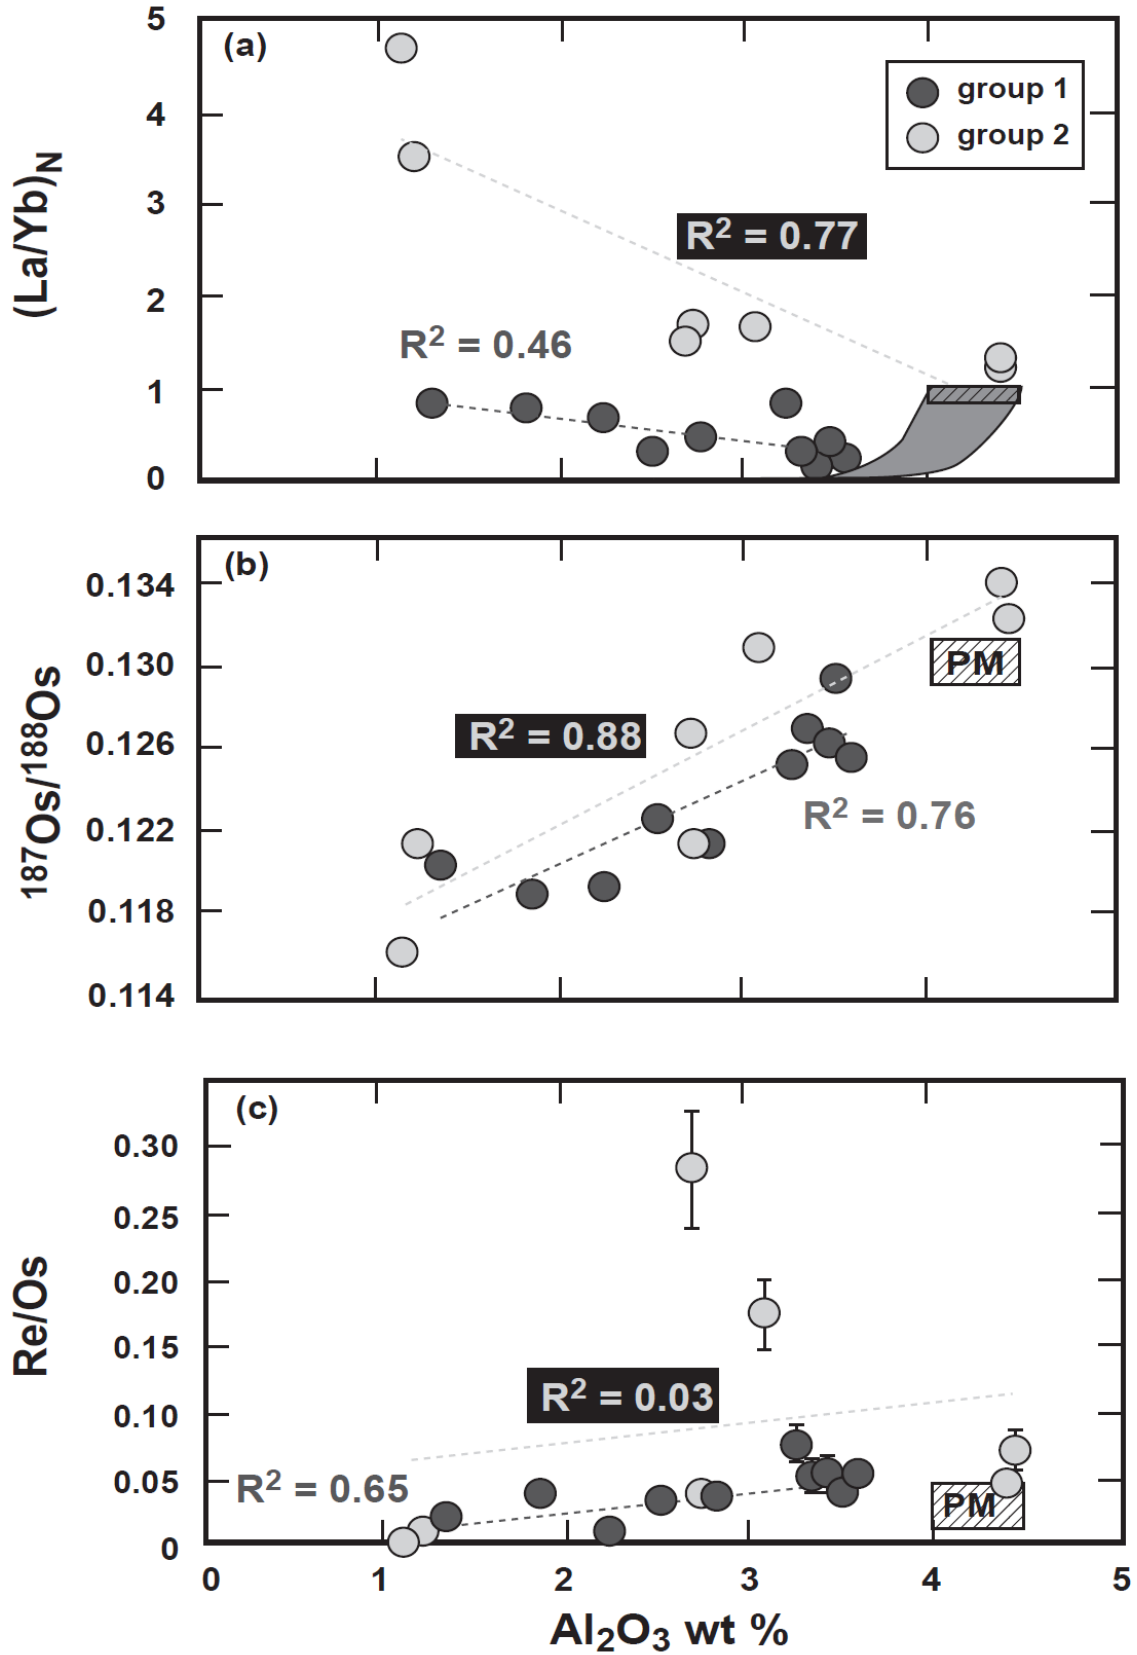 (a)
5
4
3
2
1
0
(La/Yb)N
group 1
group 2
R² = 0.77
R² = 0.46
(b)
0.134
0.130
0.126
0.122
0.118
0.114
¹⁸⁷Os/¹⁸⁸Os
PM
R² = 0.88
R² = 0.76
(c)
0.30
0.25
0.20
0.15
0.10
0.05
0
Re/Os
R² = 0.03
R² = 0.65
PM
0 1 2 3 4 5
Al₂O₃ wt %